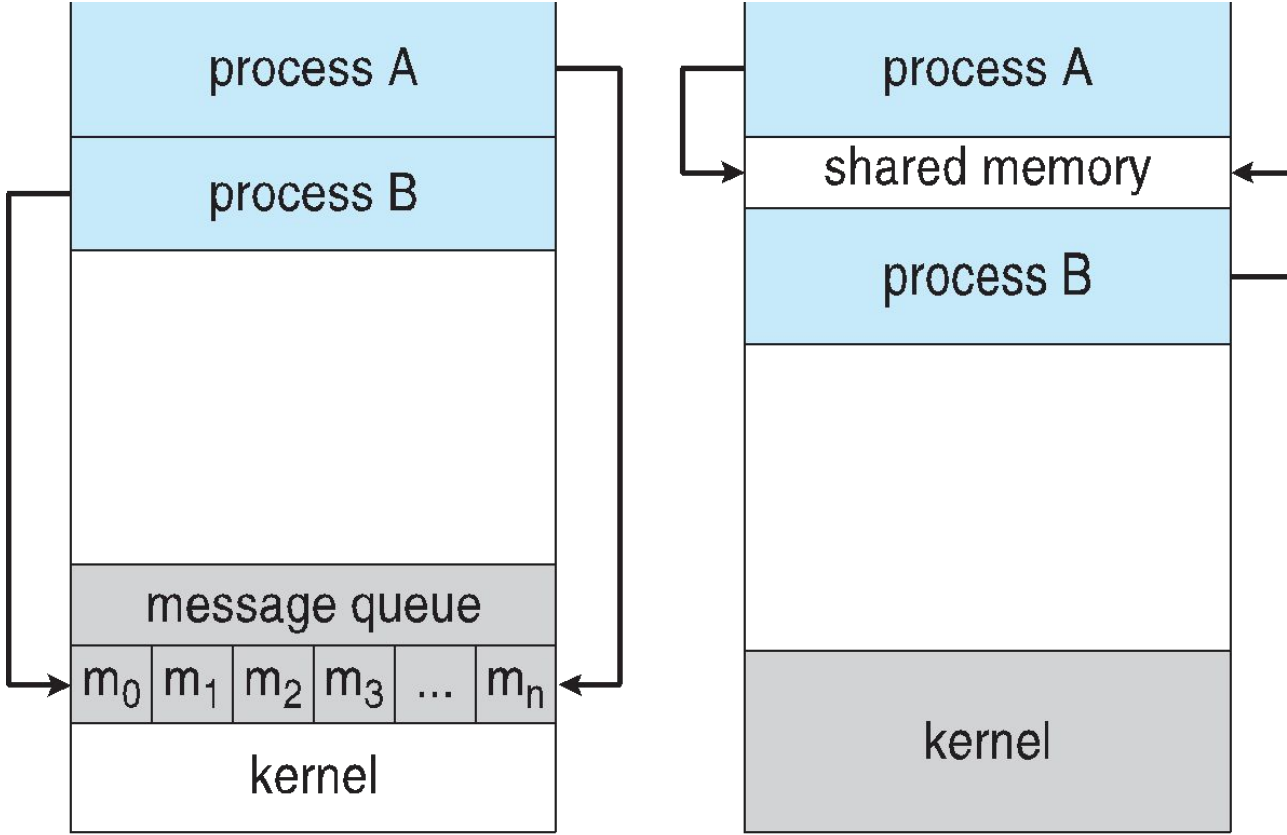 process A
process B
message queue
m₀ m₁ m₂ m₃ ... mₙ
kernel
process A
shared memory
process B
kernel